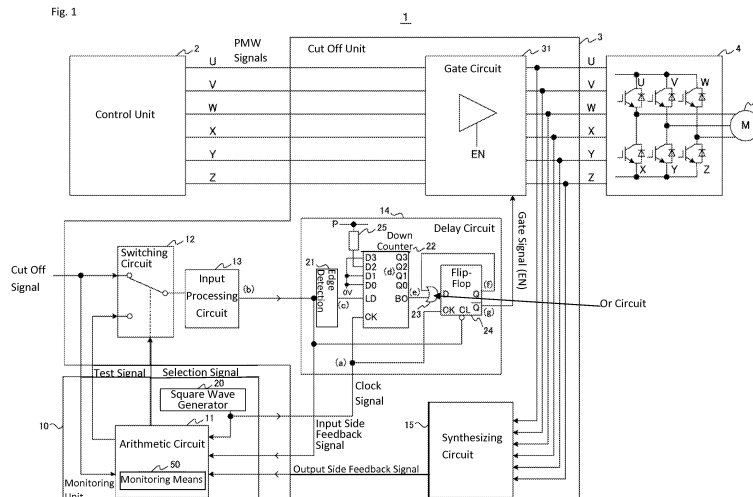 Fig. 1
1
2
PMW
Signals
Cut Off Unit
3
31
4
Control Unit
U
V
W
X
Y
Z
Gate Circuit
EN
U
V
W
X
Y
Z
U V W
X Y Z
M
Gate Signal (EN)
14
Delay Circuit
P
25
Down
Counter
22
12
Switching
Circuit
13
Input
Processing
Circuit
(b)
Cut Off
Signal
21
Edge
Detection
(c)
D3
D2
D1
D0
0V
LD
CK
Q3
Q2
Q1
Q0
(d)
BO
(e)
Flip-
Flop
D Q
CK CL Q
(f)
(g)
23
24
Or Circuit
(a)
Test Signal
Selection Signal
Clock
Signal
20
Square Wave
Generator
Input Side
Feedback
Signal
10
11
Arithmetic Circuit
50
Monitoring Means
Monitoring
Unit
Output Side Feedback Signal
15
Synthesizing
Circuit